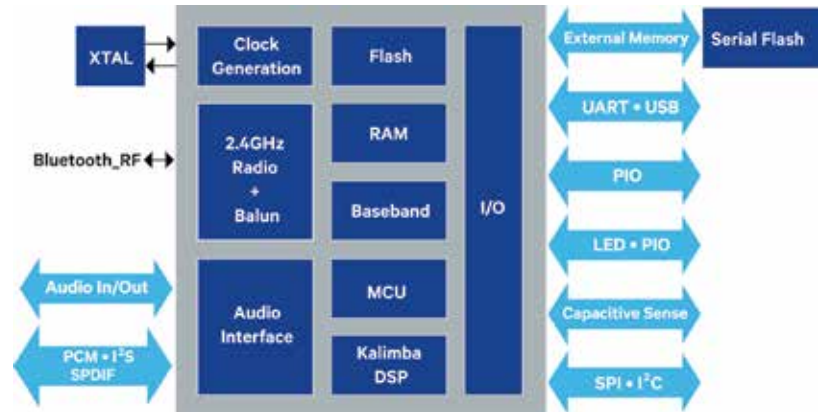 XTAL
Clock
Generation
Flash
External Memory
Serial Flash
UART • USB
RAM
2.4GHz
Radio
+
Balun
Bluetooth_RF
PIO
Baseband
I/O
LED • PIO
Audio In/Out
MCU
Audio
Interface
Capacitive Sense
PCM • I²S
SPDIF
Kalimba
DSP
SPI • I²C